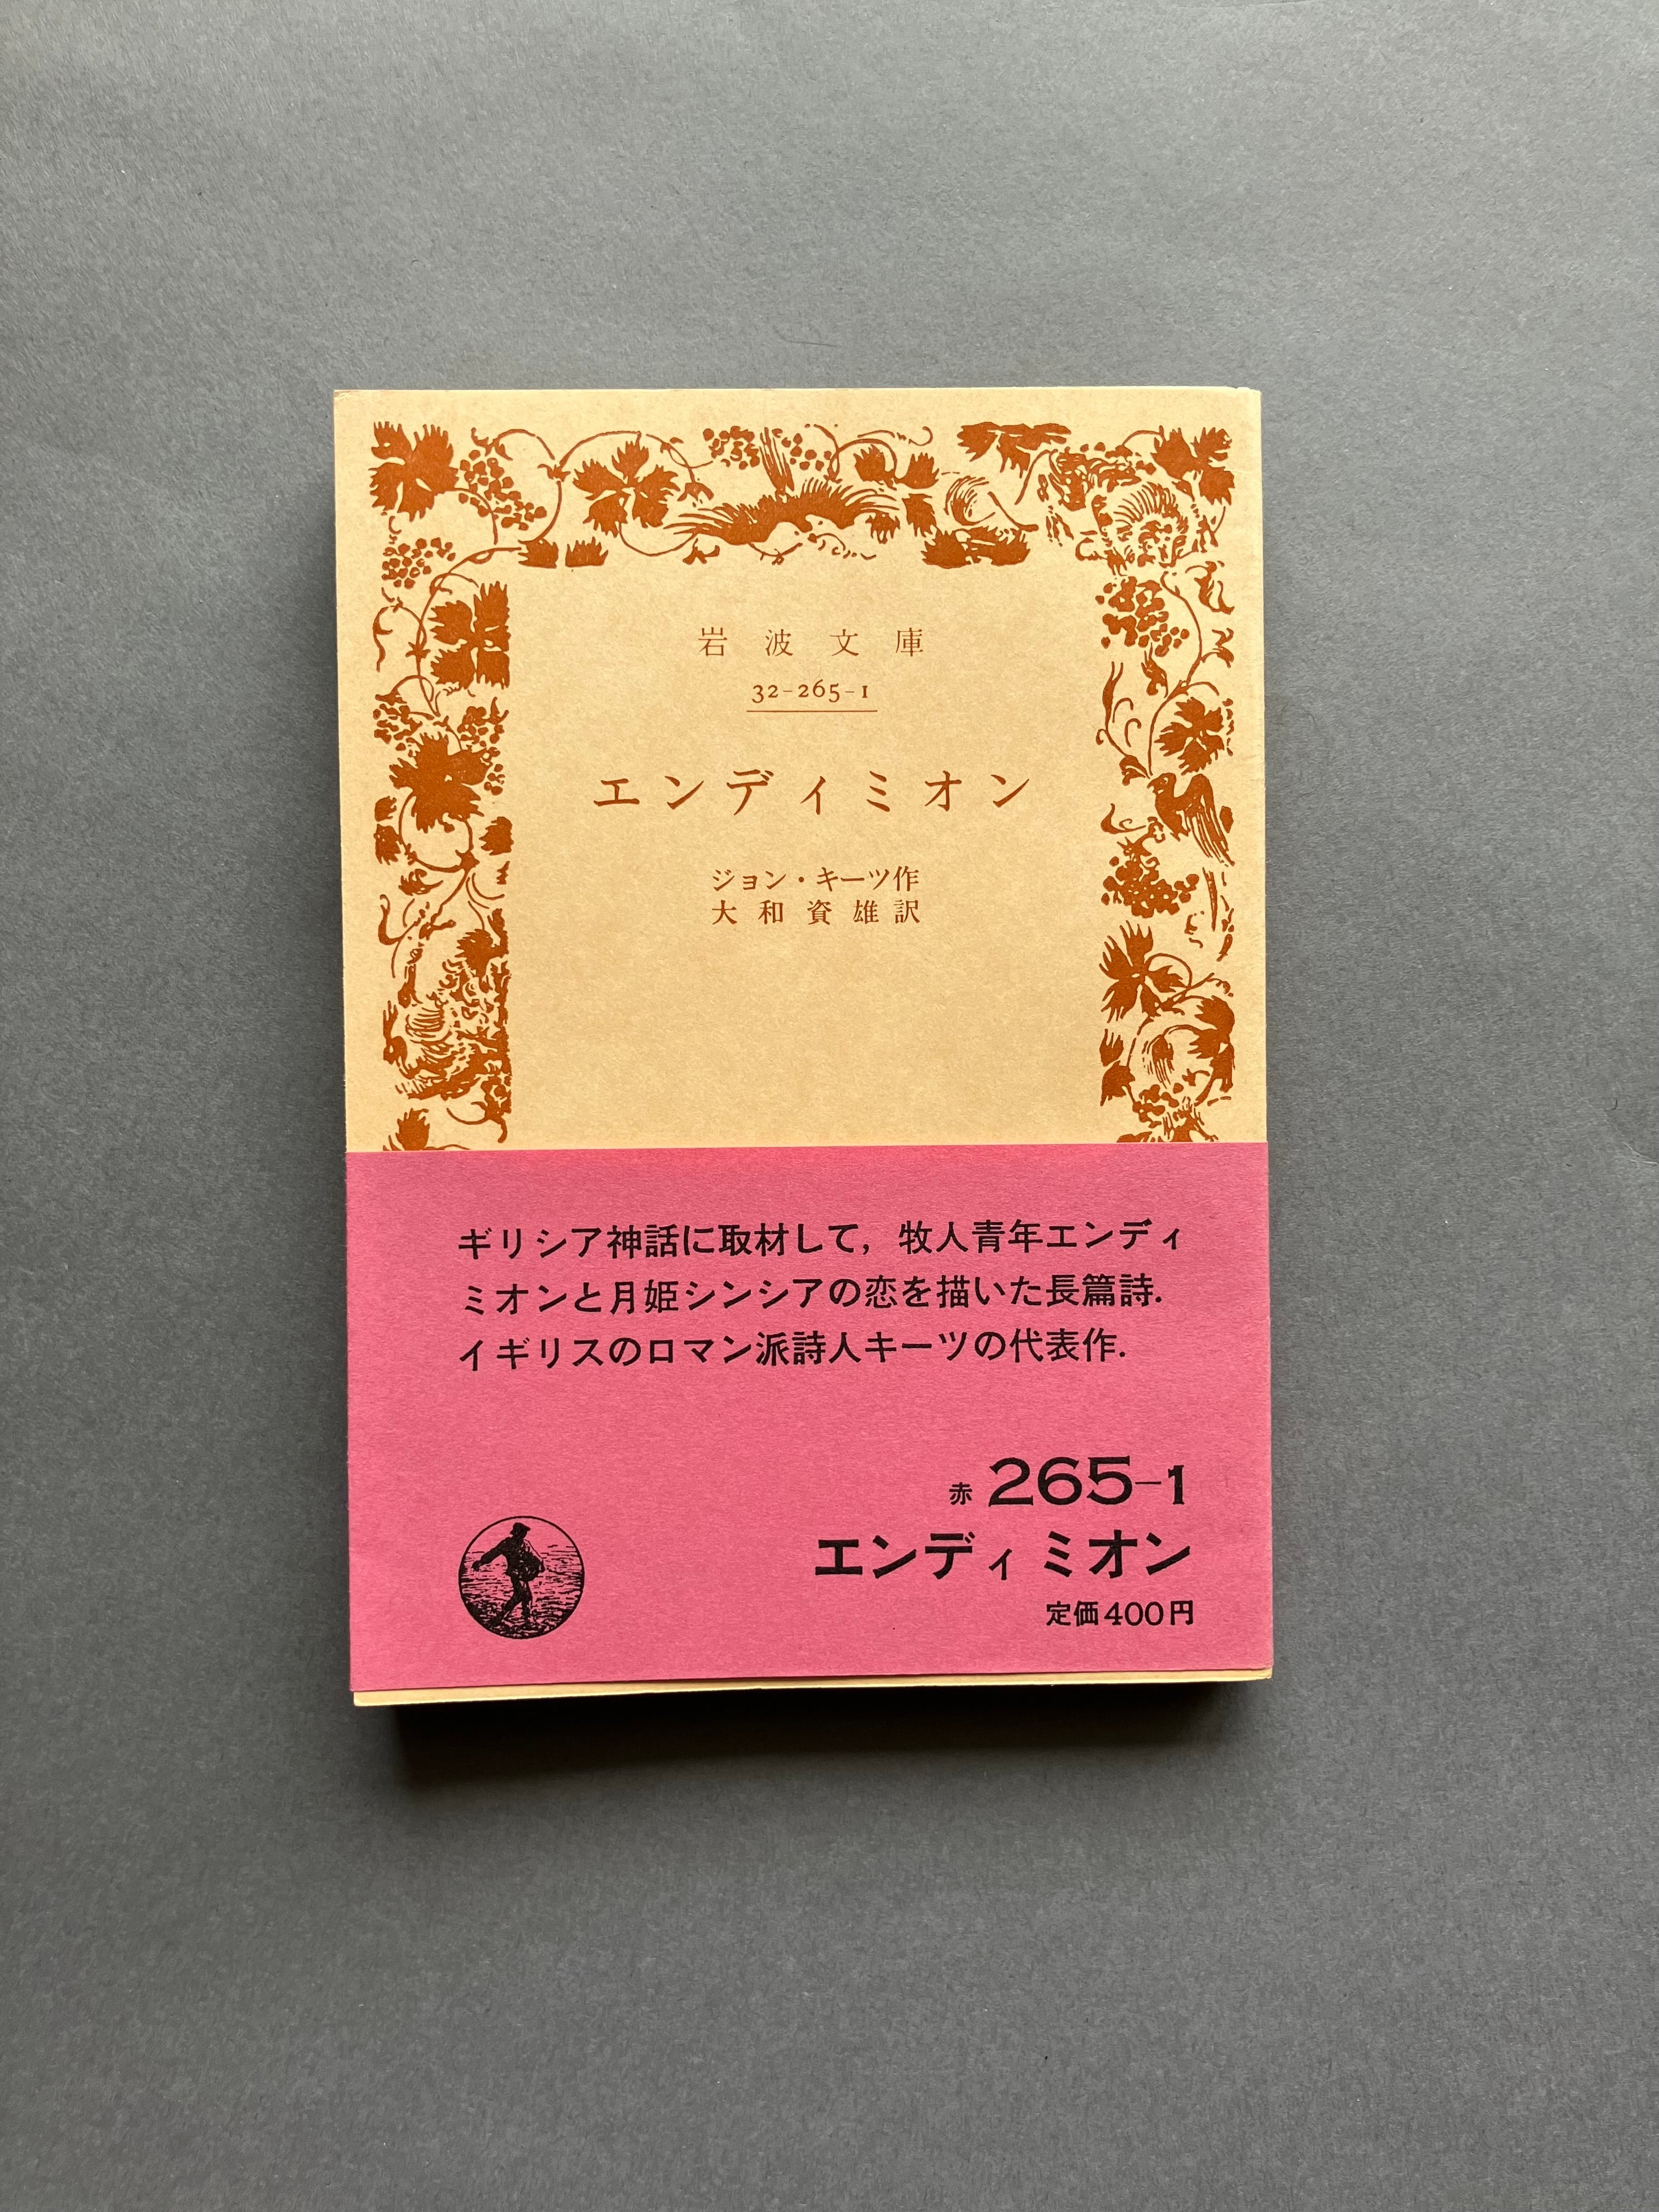 岩波文庫
32-265-1
エンディミオン
ジョン・キーツ作
大和資雄訳
ギリシア神話に取材して，牧人青年エンディ
ミオンと月姫シンシアの恋を描いた長篇詩．
イギリスのロマン派詩人キーツの代表作．
赤 265-1
エンディミオン
定価400円